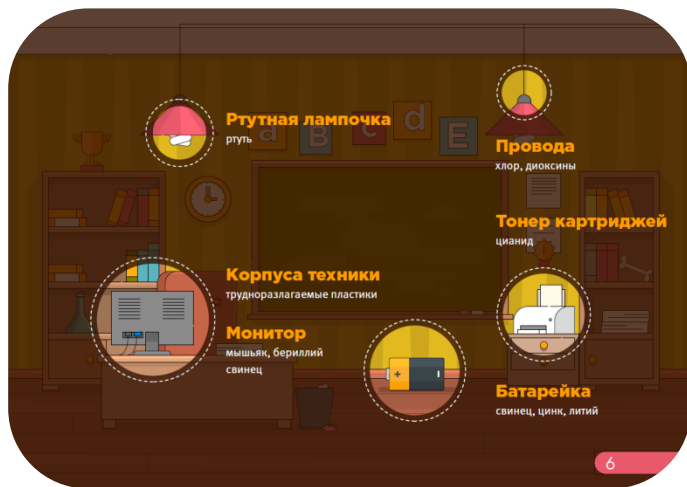 Ртутная лампочка
ртуть
a B c d E
Провода
хлор, диоксины
Тонер картриджей
цианид
Корпуса техники
трудноразлагаемые пластики
Монитор
мышьяк, бериллий
свинец
Батарейка
свинец, цинк, литий
6